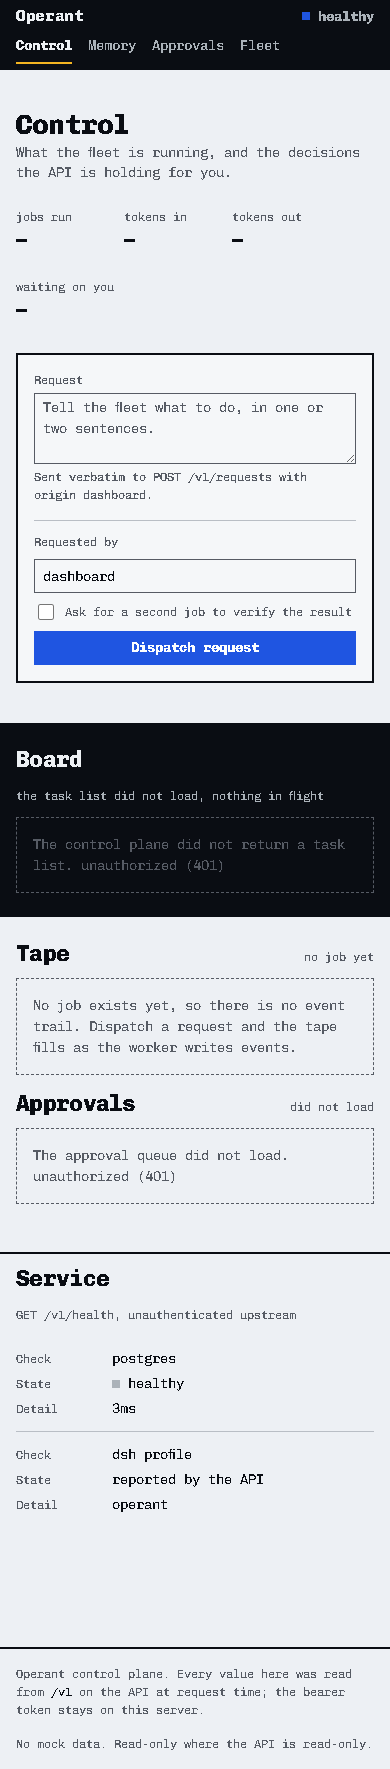 Operant
healthy
Control Memory Approvals Fleet
Control
What the fleet is running, and the decisions
the API is holding for you.
jobs run tokens in tokens out
— — —
waiting on you
—
Request
Tell the fleet what to do, in one or
two sentences.
Sent verbatim to POST /v1/requests with
origin dashboard.
Requested by
dashboard
Ask for a second job to verify the result
Dispatch request
Board
the task list did not load, nothing in flight
The control plane did not return a task
list. unauthorized (401)
Tape
no job yet
No job exists yet, so there is no event
trail. Dispatch a request and the tape
fills as the worker writes events.
Approvals
did not load
The approval queue did not load.
unauthorized (401)
Service
GET /v1/health, unauthenticated upstream
Check postgres
State healthy
Detail 3ms
Check dsh profile
State reported by the API
Detail operant
Operant control plane. Every value here was read
from /v1 on the API at request time; the bearer
token stays on this server.
No mock data. Read-only where the API is read-only.